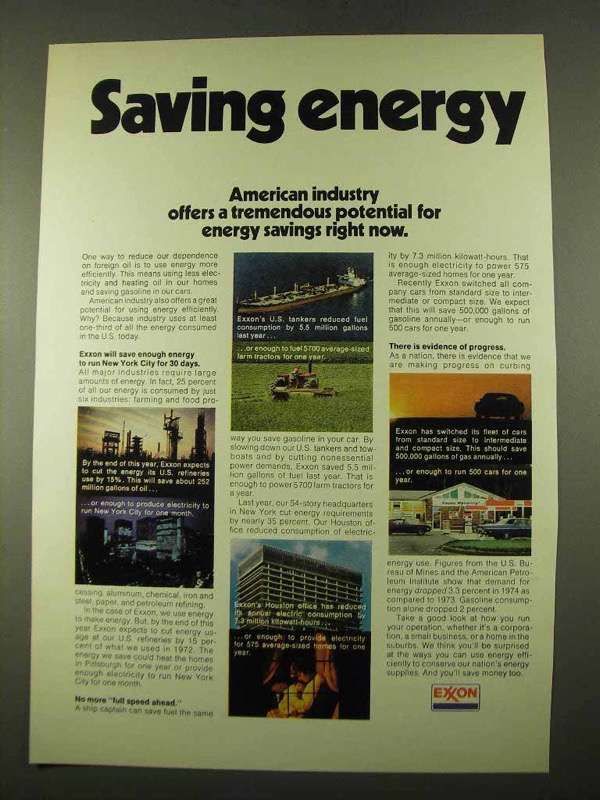 Saving energy
American industry
offers a tremendous potential for
energy savings right now.
One way to reduce our dependence
on foreign oil is to use energy more
efficiently. This means using less elec-
tricity and heating oil in our homes
and saving gasoline in our cars.
American industry also offers a great
potential for using energy efficiently.
Why? Because industry uses at least
one-third of all the energy consumed
in the U.S. today.
Exxon will save enough energy
to run New York City for 30 days.
All major industries require large
amounts of energy. In fact, 25 percent
of all our energy is consumed by just
six industries: farming and food pro-
By the end of this year, Exxon expects
to cut the energy its U.S. refineries
use by 15%. This will save about 252
million gallons of oil . . .
. . . or enough to produce electricity to
run New York City for one month.
cessing, aluminum, chemical, iron and
steel, paper, and petroleum refining.
In the case of Exxon, we use energy
to make energy. But, by the end of this
year Exxon expects to cut energy us-
age at our U.S. refineries by 15 per-
cent of what we used in 1972. The
energy we save could heat the homes
in Pittsburgh for one year or provide
enough electricity to run New York
City for one month.
No more "full speed ahead."
A ship captain can save fuel the same
Exxon's U.S. tankers reduced fuel
consumption by 5.5 million gallons
last year . . .
. . . or enough to fuel 5700 average-sized
farm tractors for one year.
way you save gasoline in your car. By
slowing down our U.S. tankers and tow-
boats and by cutting nonessential
power demands, Exxon saved 5.5 mil-
lion gallons of fuel last year. That is
enough to power 5700 farm tractors for
a year.
Last year, our 54-story headquarters
in New York cut energy requirements
by nearly 35 percent. Our Houston of-
fice reduced consumption of electric-
Exxon's Houston office has reduced
its annual electric consumption by
7.3 million kilowatt-hours . . .
. . . or enough to provide electricity
for 575 average-sized homes for one
year.
ity by 7.3 million kilowatt-hours. That
is enough electricity to power 575
average-sized homes for one year.
Recently Exxon switched all com-
pany cars from standard size to inter-
mediate or compact size. We expect
that this will save 500,000 gallons of
gasoline annually—or enough to run
500 cars for one year.
There is evidence of progress.
As a nation, there is evidence that we
are making progress on curbing
Exxon has switched its fleet of cars
from standard size to intermediate
and compact size. This should save
500,000 gallons of gas annually . . .
. . . or enough to run 500 cars for one
year.
energy use. Figures from the U.S. Bu-
reau of Mines and the American Petro-
leum Institute show that demand for
energy dropped 3.3 percent in 1974 as
compared to 1973. Gasoline consump-
tion alone dropped 2 percent.
Take a good look at how you run
your operation, whether it's a corpora-
tion, a small business, or a home in the
suburbs. We think you'll be surprised
at the ways you can use energy effi-
ciently to conserve our nation's energy
supplies. And you'll save money too.
EXXON